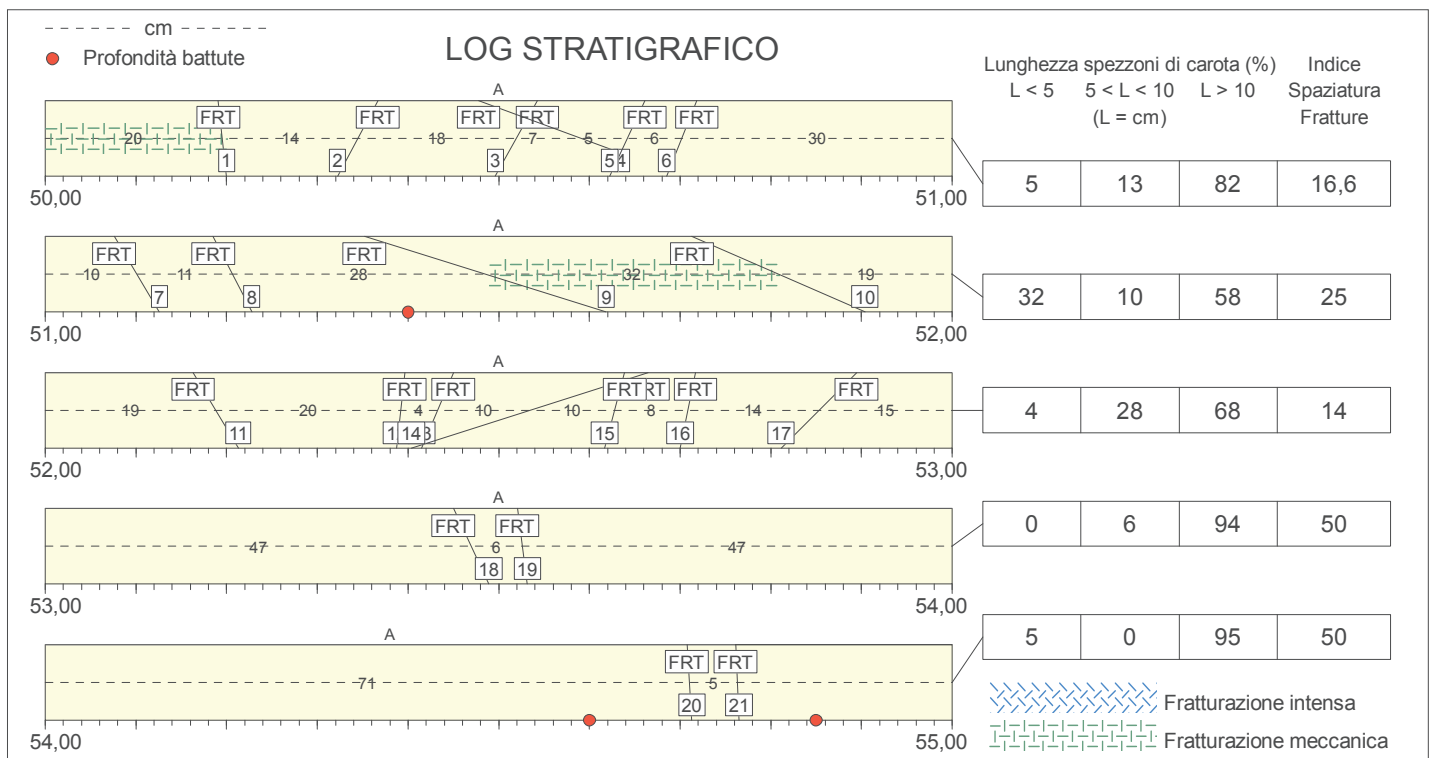 cm
Profondità battute
LOG STRATIGRAFICO
Lunghezza spezzoni di carota (%)
L < 5
5 < L < 10
L > 10
(L = cm)
Indice
Spaziatura
Fratture
A
FRT FRT FRT FRT FRT FRT
20 14 18 7 5 6 30
1 2 3 5 4 6
50,00 51,00
5 13 82 16,6
A
FRT FRT FRT FRT
10 11 28 32 19
7 8 9 10
51,00 52,00
32 10 58 25
A
FRT FRT FRT FRT FRT FRT
19 20 4 10 10 8 14 15
11 14 15 16 17
52,00 53,00
4 28 68 14
A
FRT FRT
47 6 47
18 19
53,00 54,00
0 6 94 50
A
FRT FRT
71 5
20 21
54,00 55,00
5 0 95 50
Fratturazione intensa
Fratturazione meccanica